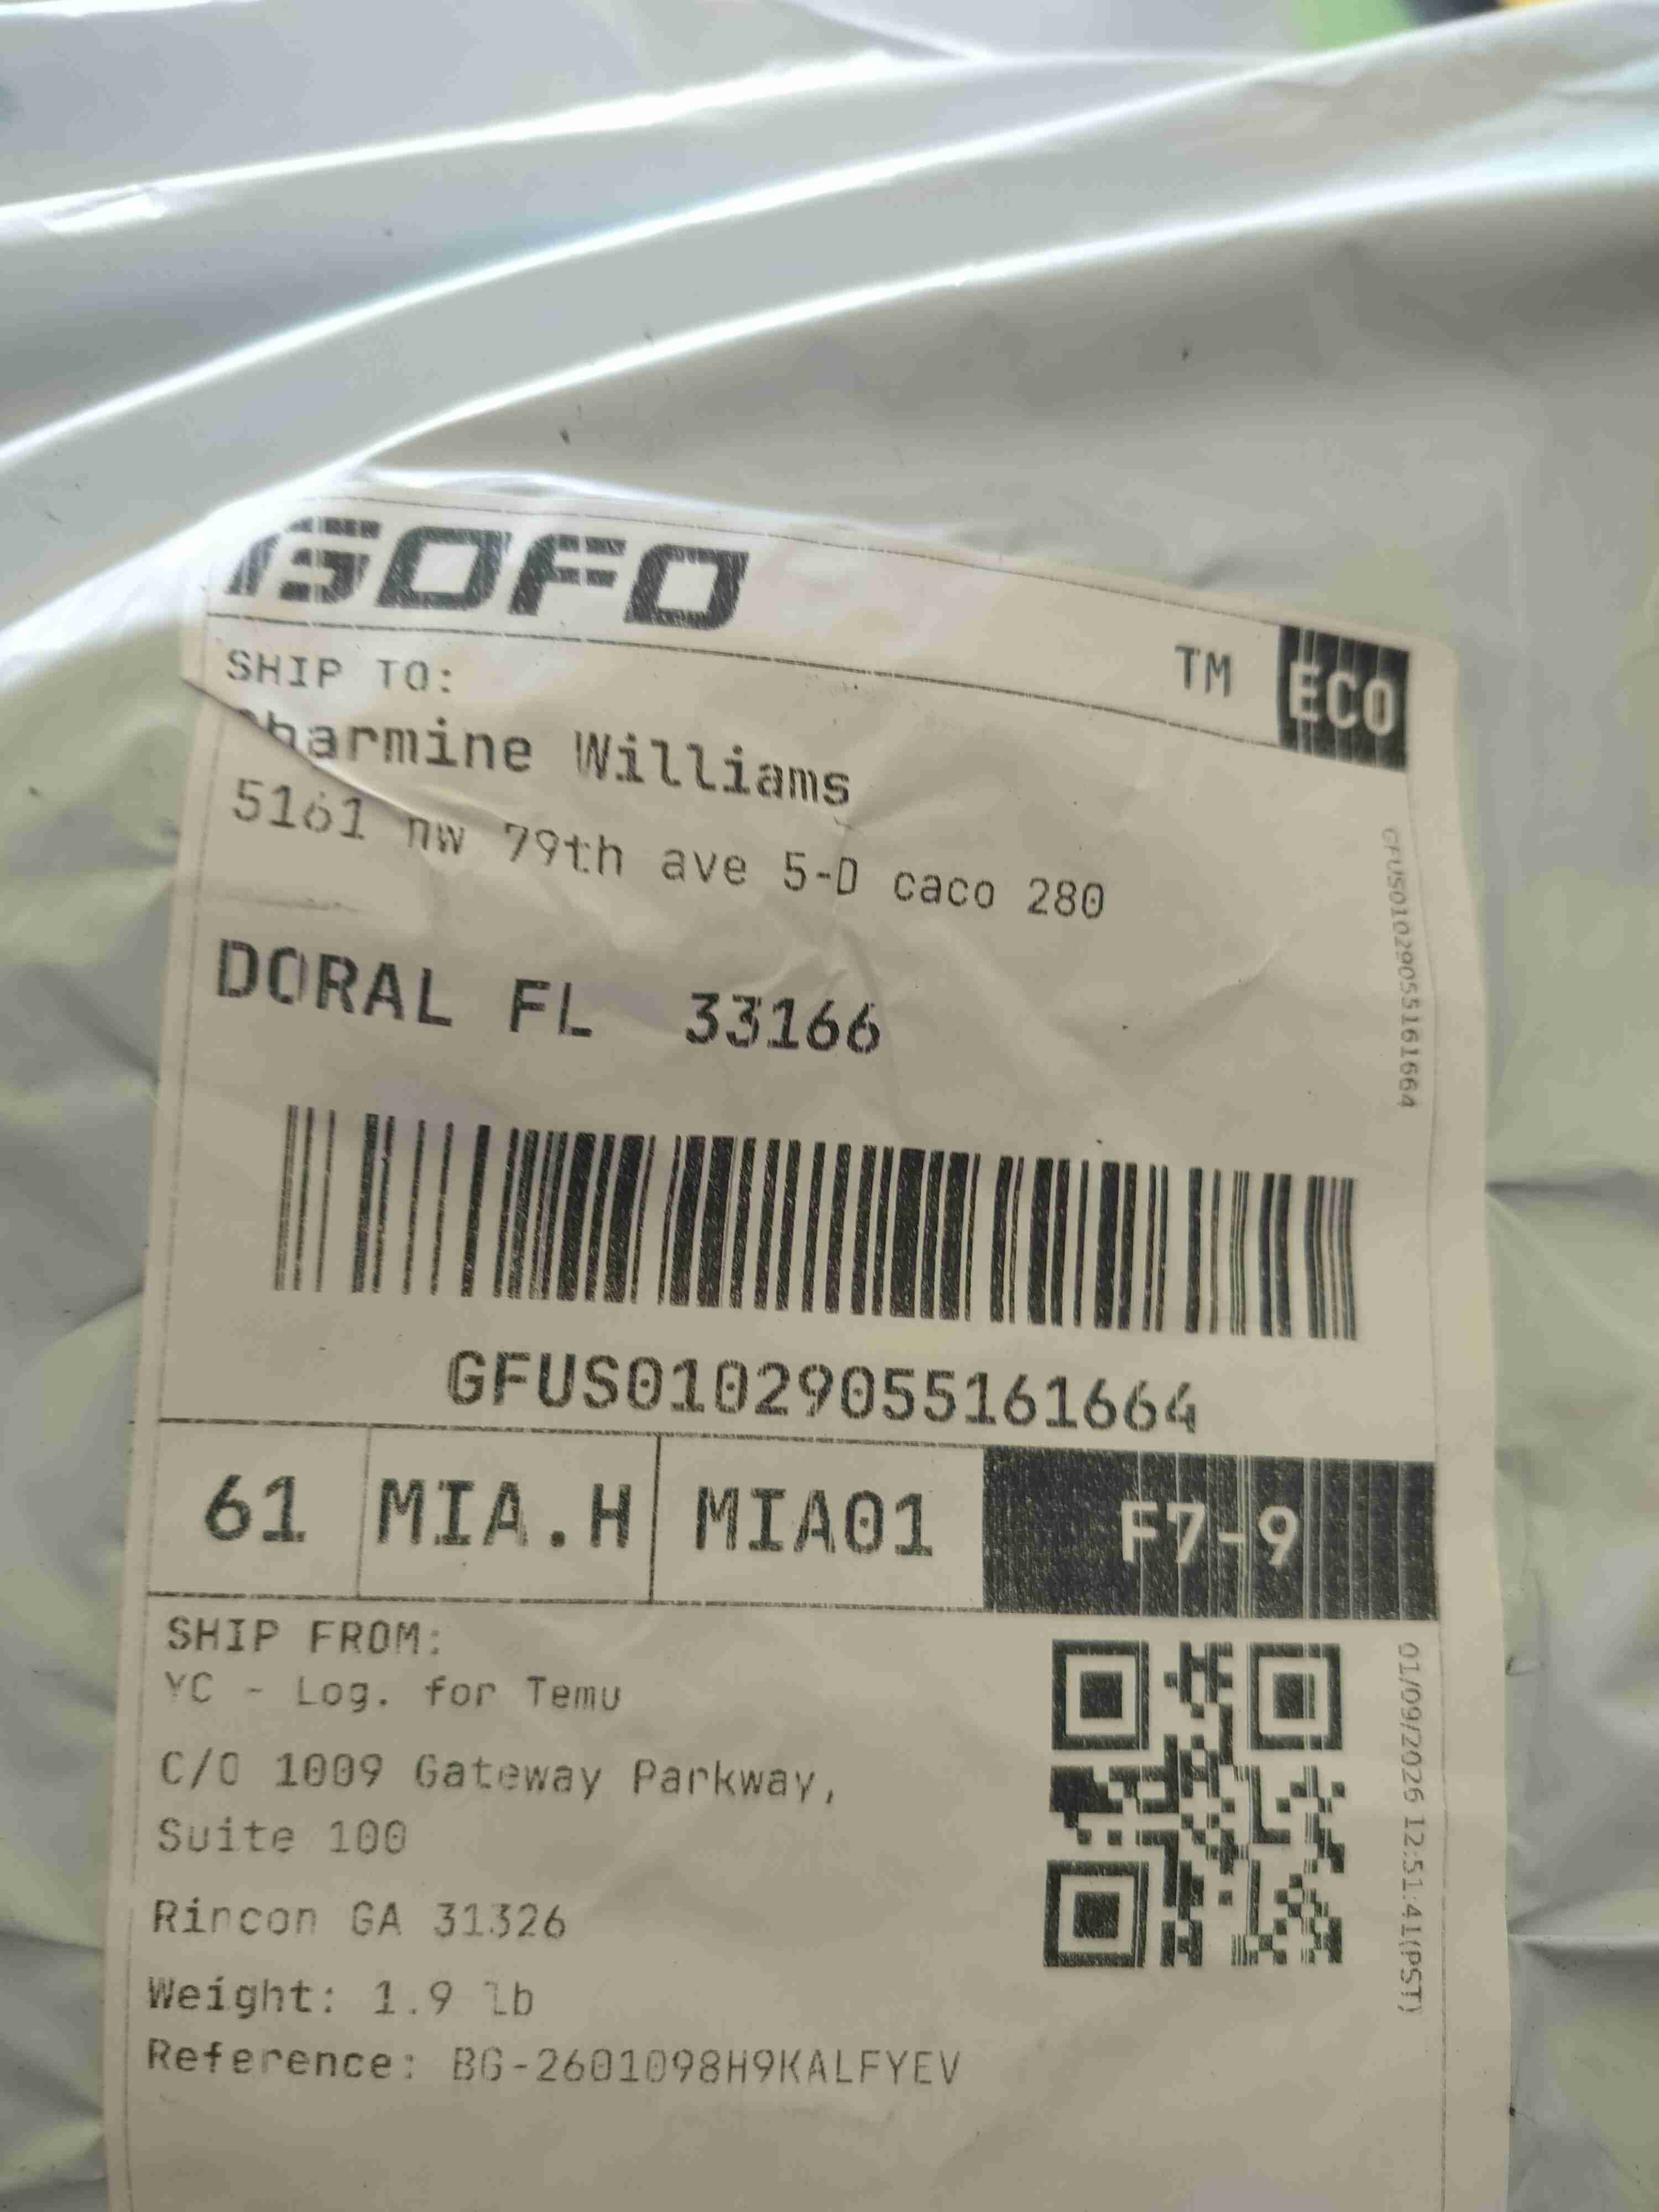 GOFO
TM ECO
SHIP TO:
Williams
5161 nw 79th ave 5-D caco 280
DORAL FL 33166
GFUS01029055161664
GFUS01029055161664
61 MIA.H MIA01 F7-9
SHIP FROM:
YC - Log. for Temu
C/O 1009 Gateway Parkway,
Suite 100
Rincon GA 31326
Weight: 1.9 lb
Reference: BG-2601098H9KALFYEV
01/09/2026 12:51:41(PST)